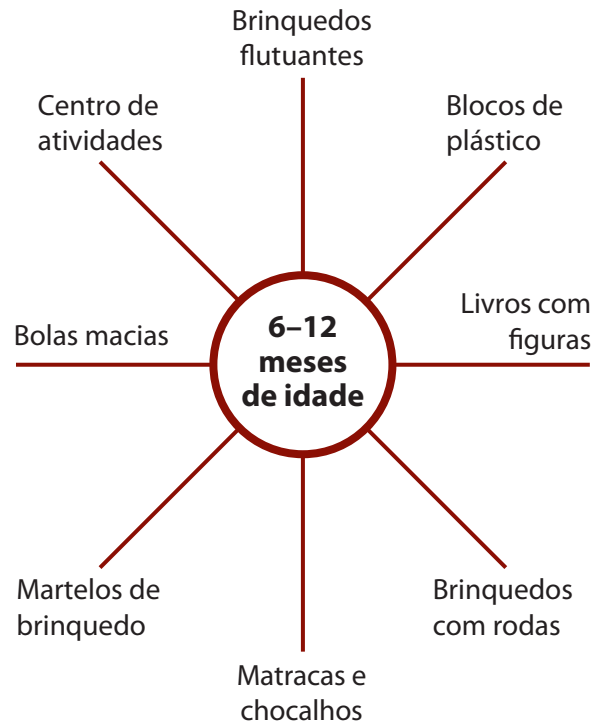 Brinquedos
flutuantes
Centro de
atividades
Blocos de
plástico
Bolas macias
6–12
meses
de idade
Livros com
figuras
Martelos de
brinquedo
Brinquedos
com rodas
Matracas e
chocalhos